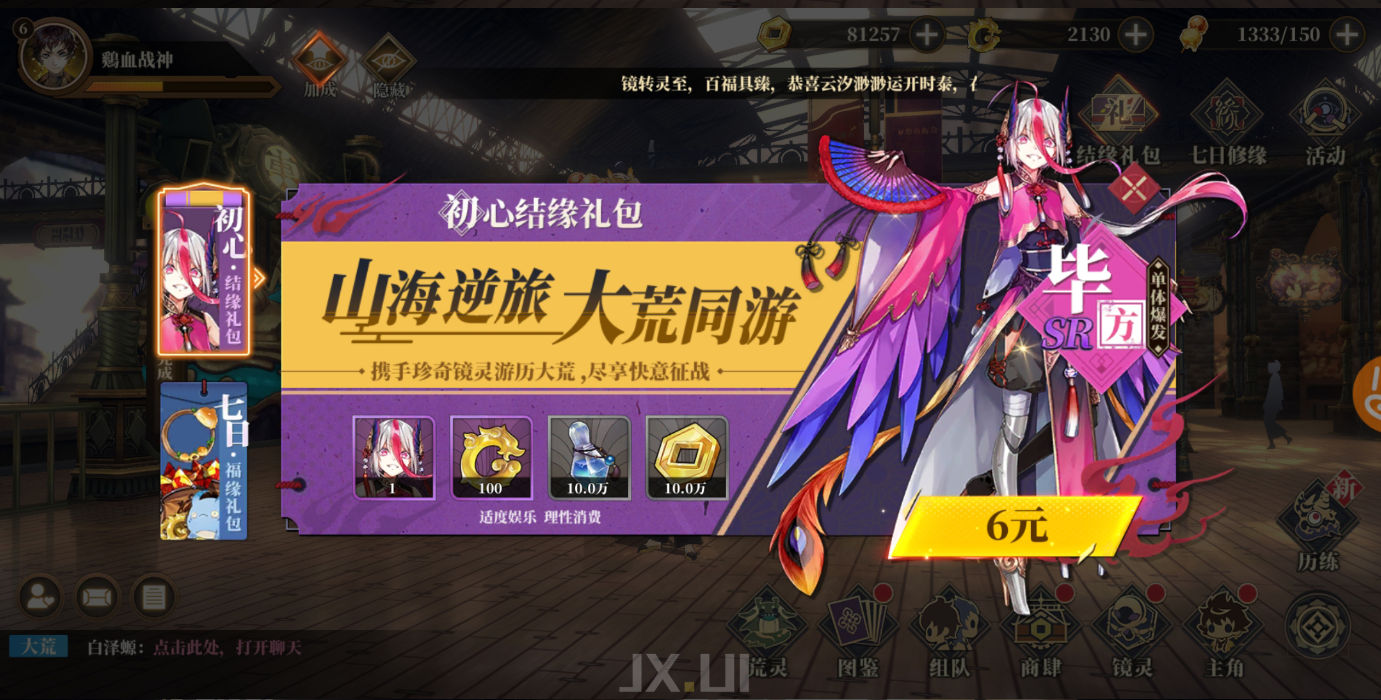 6
鷄血战神
加成
隐藏
81257
2130
1333/150
镜转灵至，百福具臻，恭喜云汐渺渺运开时泰，
结缘礼包
七日修缘
活动
初心·结缘礼包
七日·福缘礼包
初心结缘礼包
山海逆旅 大荒同游
携手珍奇镜灵游历大荒,尽享快意征战
毕方
SR
单体爆发
1
100
10.0万
10.0万
适度娱乐 理性消费
6元
新
历练
大荒
白泽螈：点击此处，打开聊天
荒灵
图鉴
组队
商肆
镜灵
主角
JX.UI